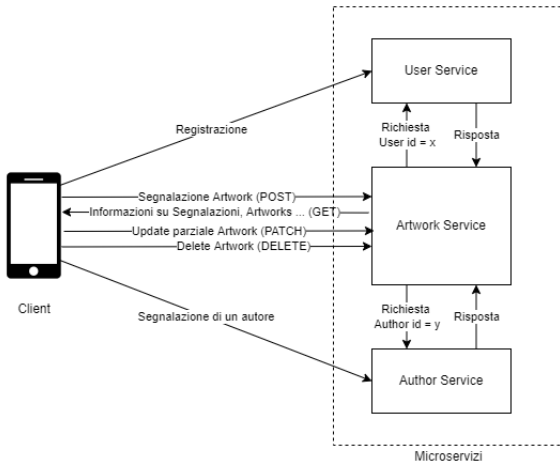 User Service
Richiesta
User id = x
Risposta
Registrazione
Segnalazione Artwork (POST)
Informazioni su Segnalazioni, Artworks ... (GET)
Update parziale Artwork (PATCH)
Delete Artwork (DELETE)
Artwork Service
Client
Segnalazione di un autore
Richiesta
Author id = y
Risposta
Author Service
Microservizi